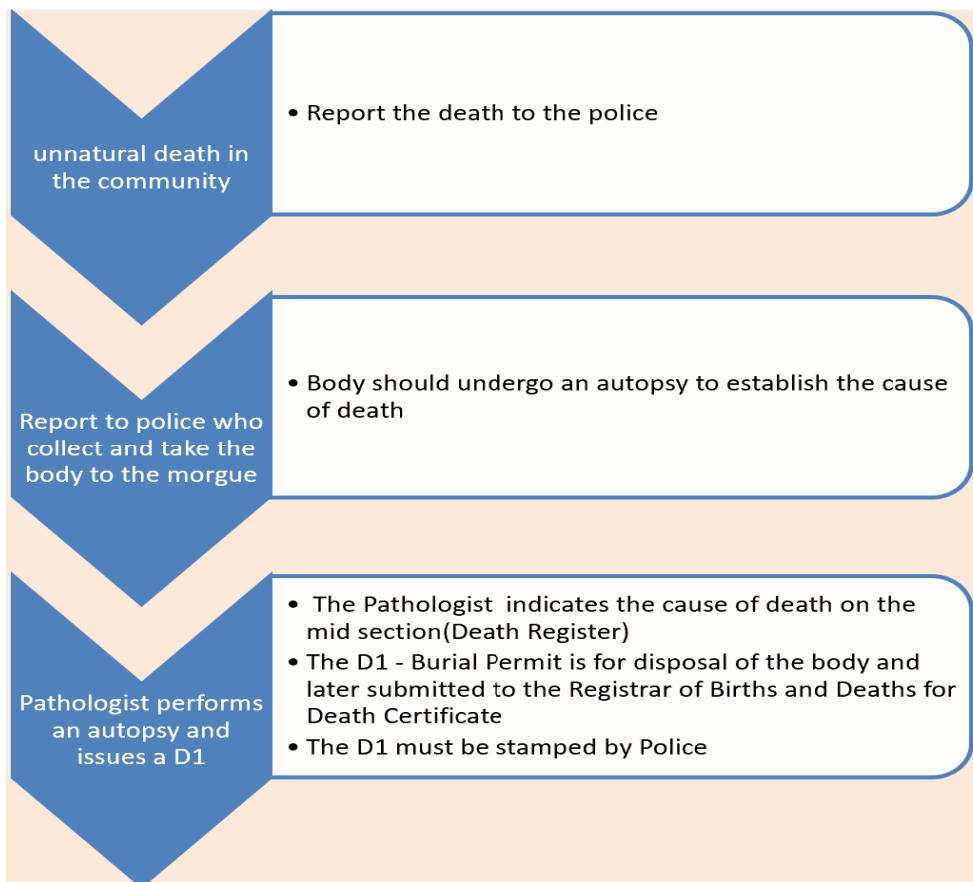 unnatural death in
the community
• Report the death to the police
Report to police who
collect and take the
body to the morgue
• Body should undergo an autopsy to establish the cause
of death
Pathologist performs
an autopsy and
issues a D1
• The Pathologist indicates the cause of death on the
mid section(Death Register)
• The D1 - Burial Permit is for disposal of the body and
later submitted to the Registrar of Births and Deaths for
Death Certificate
• The D1 must be stamped by Police